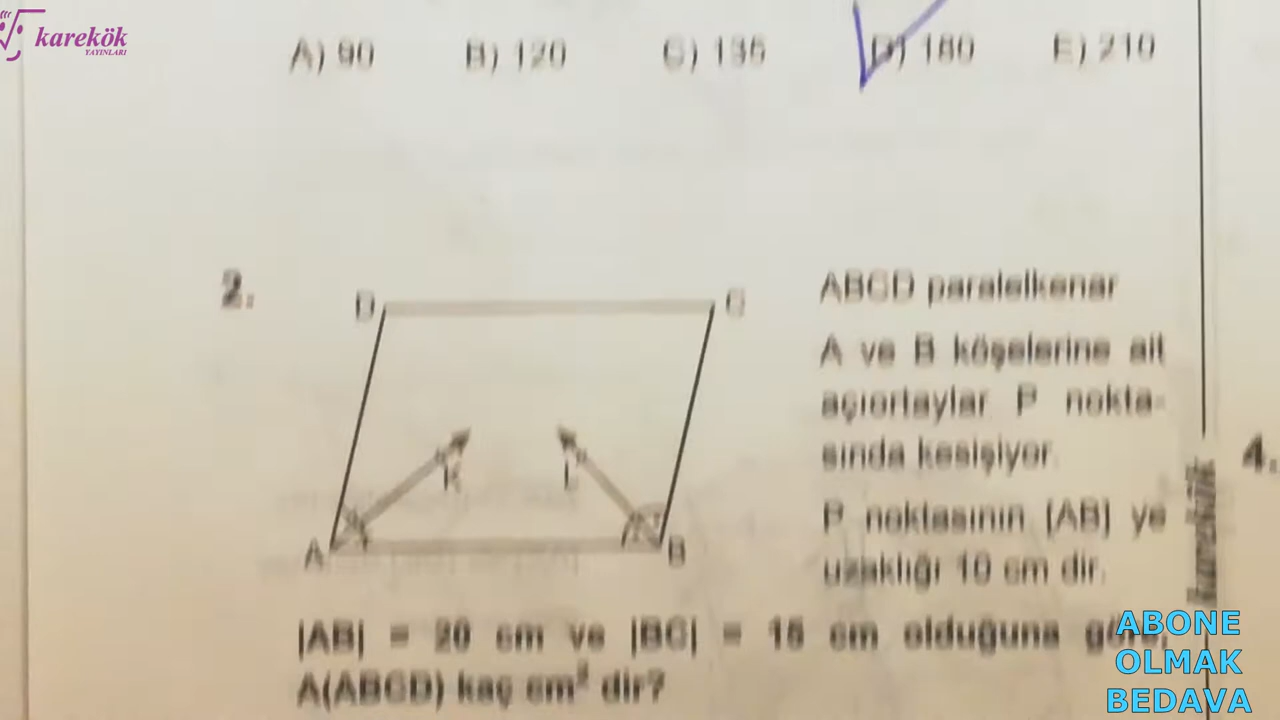 karekök
YAYINLARI
A) 90 B) 120 C) 135 D) 180 E) 210
2.
D C
ABCD paralelkenar
A ve B köşelerine ait
açıortaylar P nokta-
sında kesişiyor.
K L
P noktasının [AB] ye
A B
uzaklığı 10 cm dir.
|AB| = 20 cm ve |BC| = 15 cm olduğuna
A(ABCD) kaç cm² dir?
4.
karekök
ABONE
OLMAK
BEDAVA